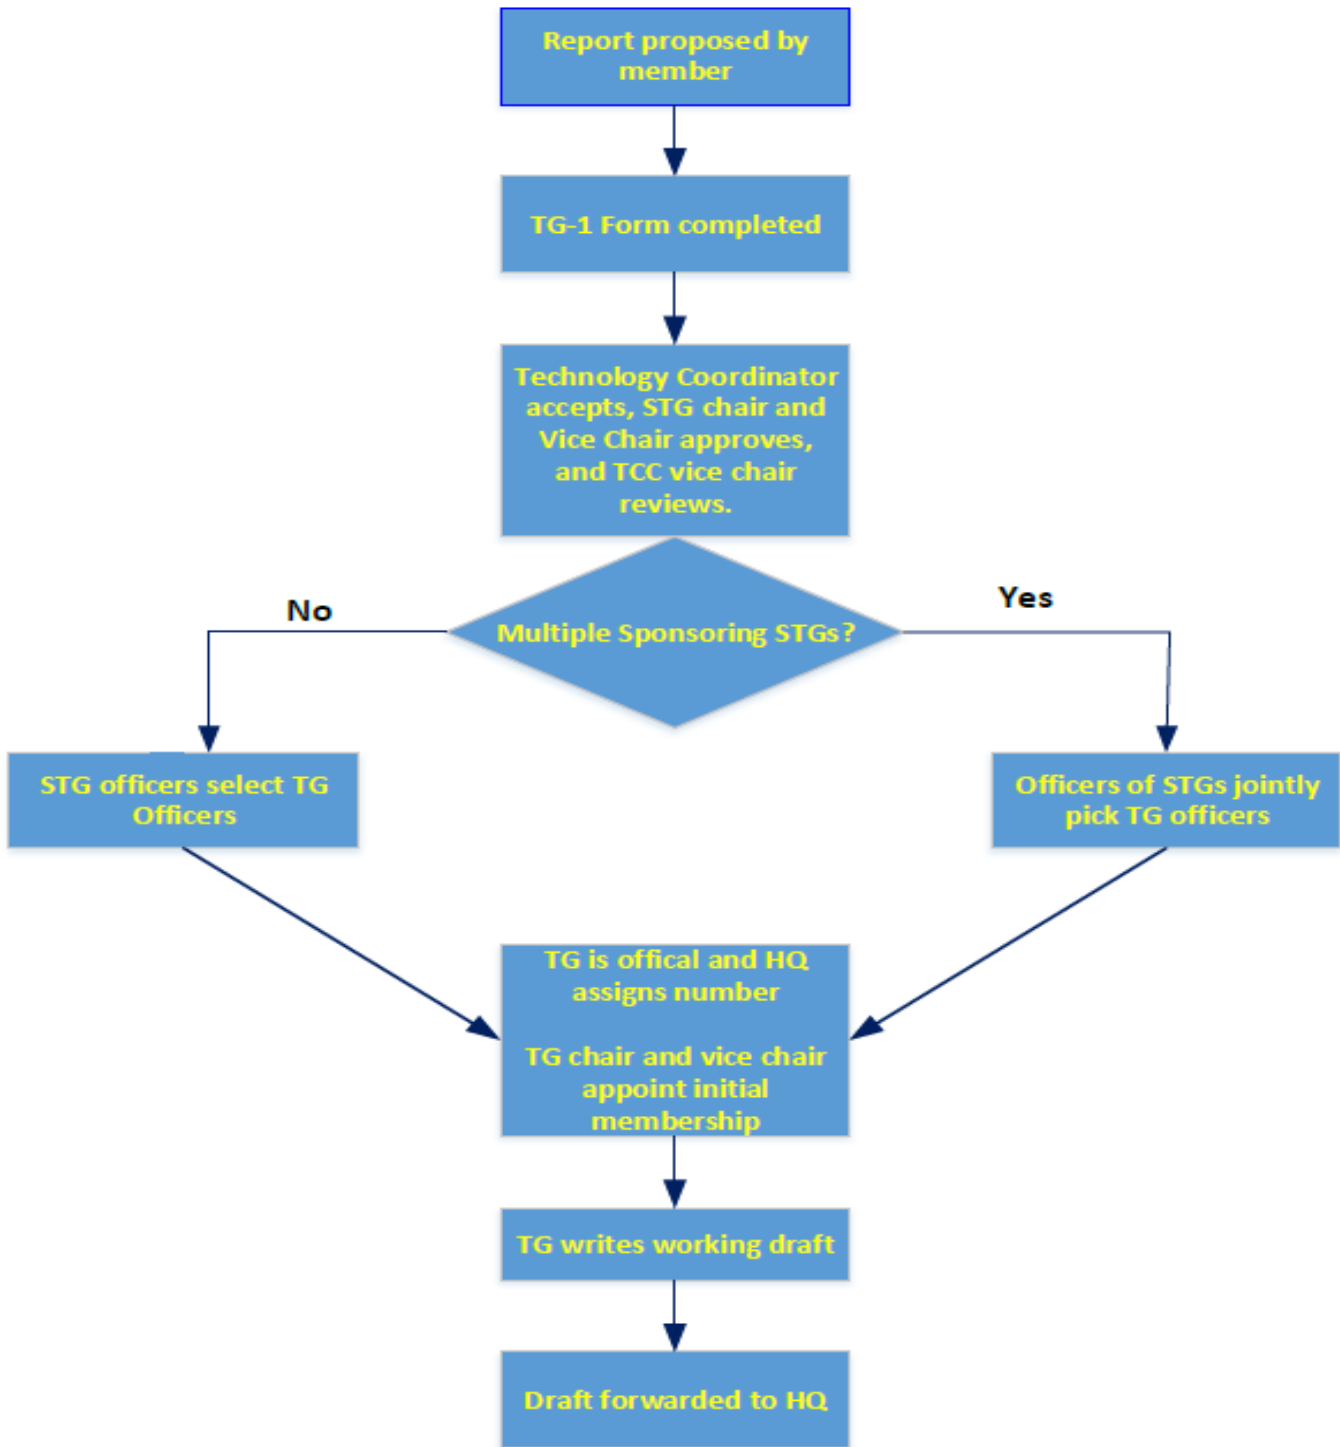 Report proposed by
member
TG-1 Form completed
Technology Coordinator
accepts, STG chair and
Vice Chair approves,
and TCC vice chair
reviews.
Multiple Sponsoring STGs?
No
Yes
STG officers select TG
Officers
Officers of STGs jointly
pick TG officers
TG is offical and HQ
assigns number
TG chair and vice chair
appoint initial
membership
TG writes working draft
Draft forwarded to HQ